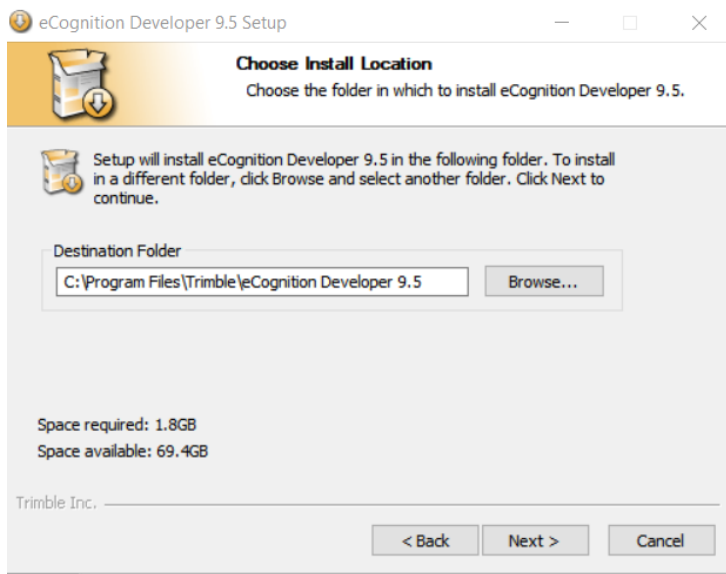 eCognition Developer 9.5 Setup
Choose Install Location
Choose the folder in which to install eCognition Developer 9.5.
Setup will install eCognition Developer 9.5 in the following folder. To install
in a different folder, click Browse and select another folder. Click Next to
continue.
Destination Folder
C:\Program Files\Trimble\eCognition Developer 9.5
Browse...
Space required: 1.8GB
Space available: 69.4GB
Trimble Inc.
< Back
Next >
Cancel